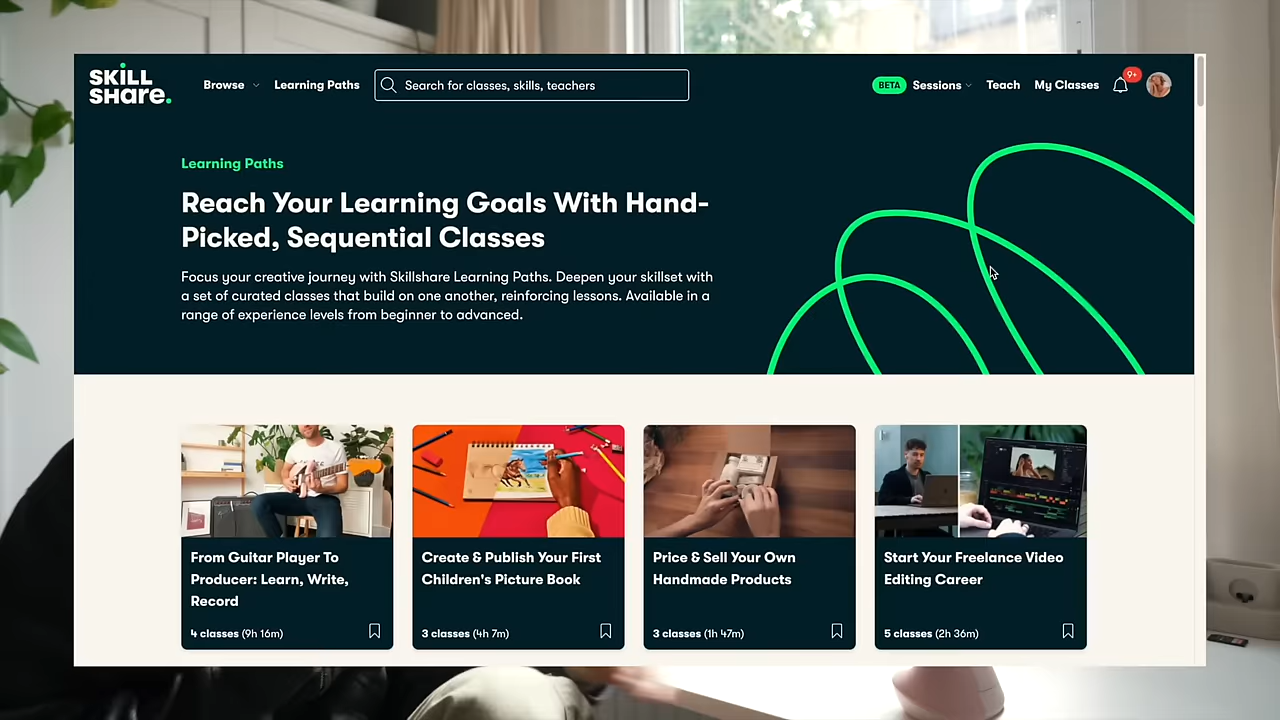 SKILL
SHARE.
Browse
Learning Paths
Search for classes, skills, teachers
BETA
Sessions
Teach
My Classes
9+
Learning Paths
Reach Your Learning Goals With Hand-
Picked, Sequential Classes
Focus your creative journey with Skillshare Learning Paths. Deepen your skillset with
a set of curated classes that build on one another, reinforcing lessons. Available in a
range of experience levels from beginner to advanced.
From Guitar Player To
Producer: Learn, Write,
Record
4 classes (9h 16m)
Create & Publish Your First
Children's Picture Book
3 classes (4h 7m)
Price & Sell Your Own
Handmade Products
3 classes (1h 47m)
Start Your Freelance Video
Editing Career
5 classes (2h 36m)